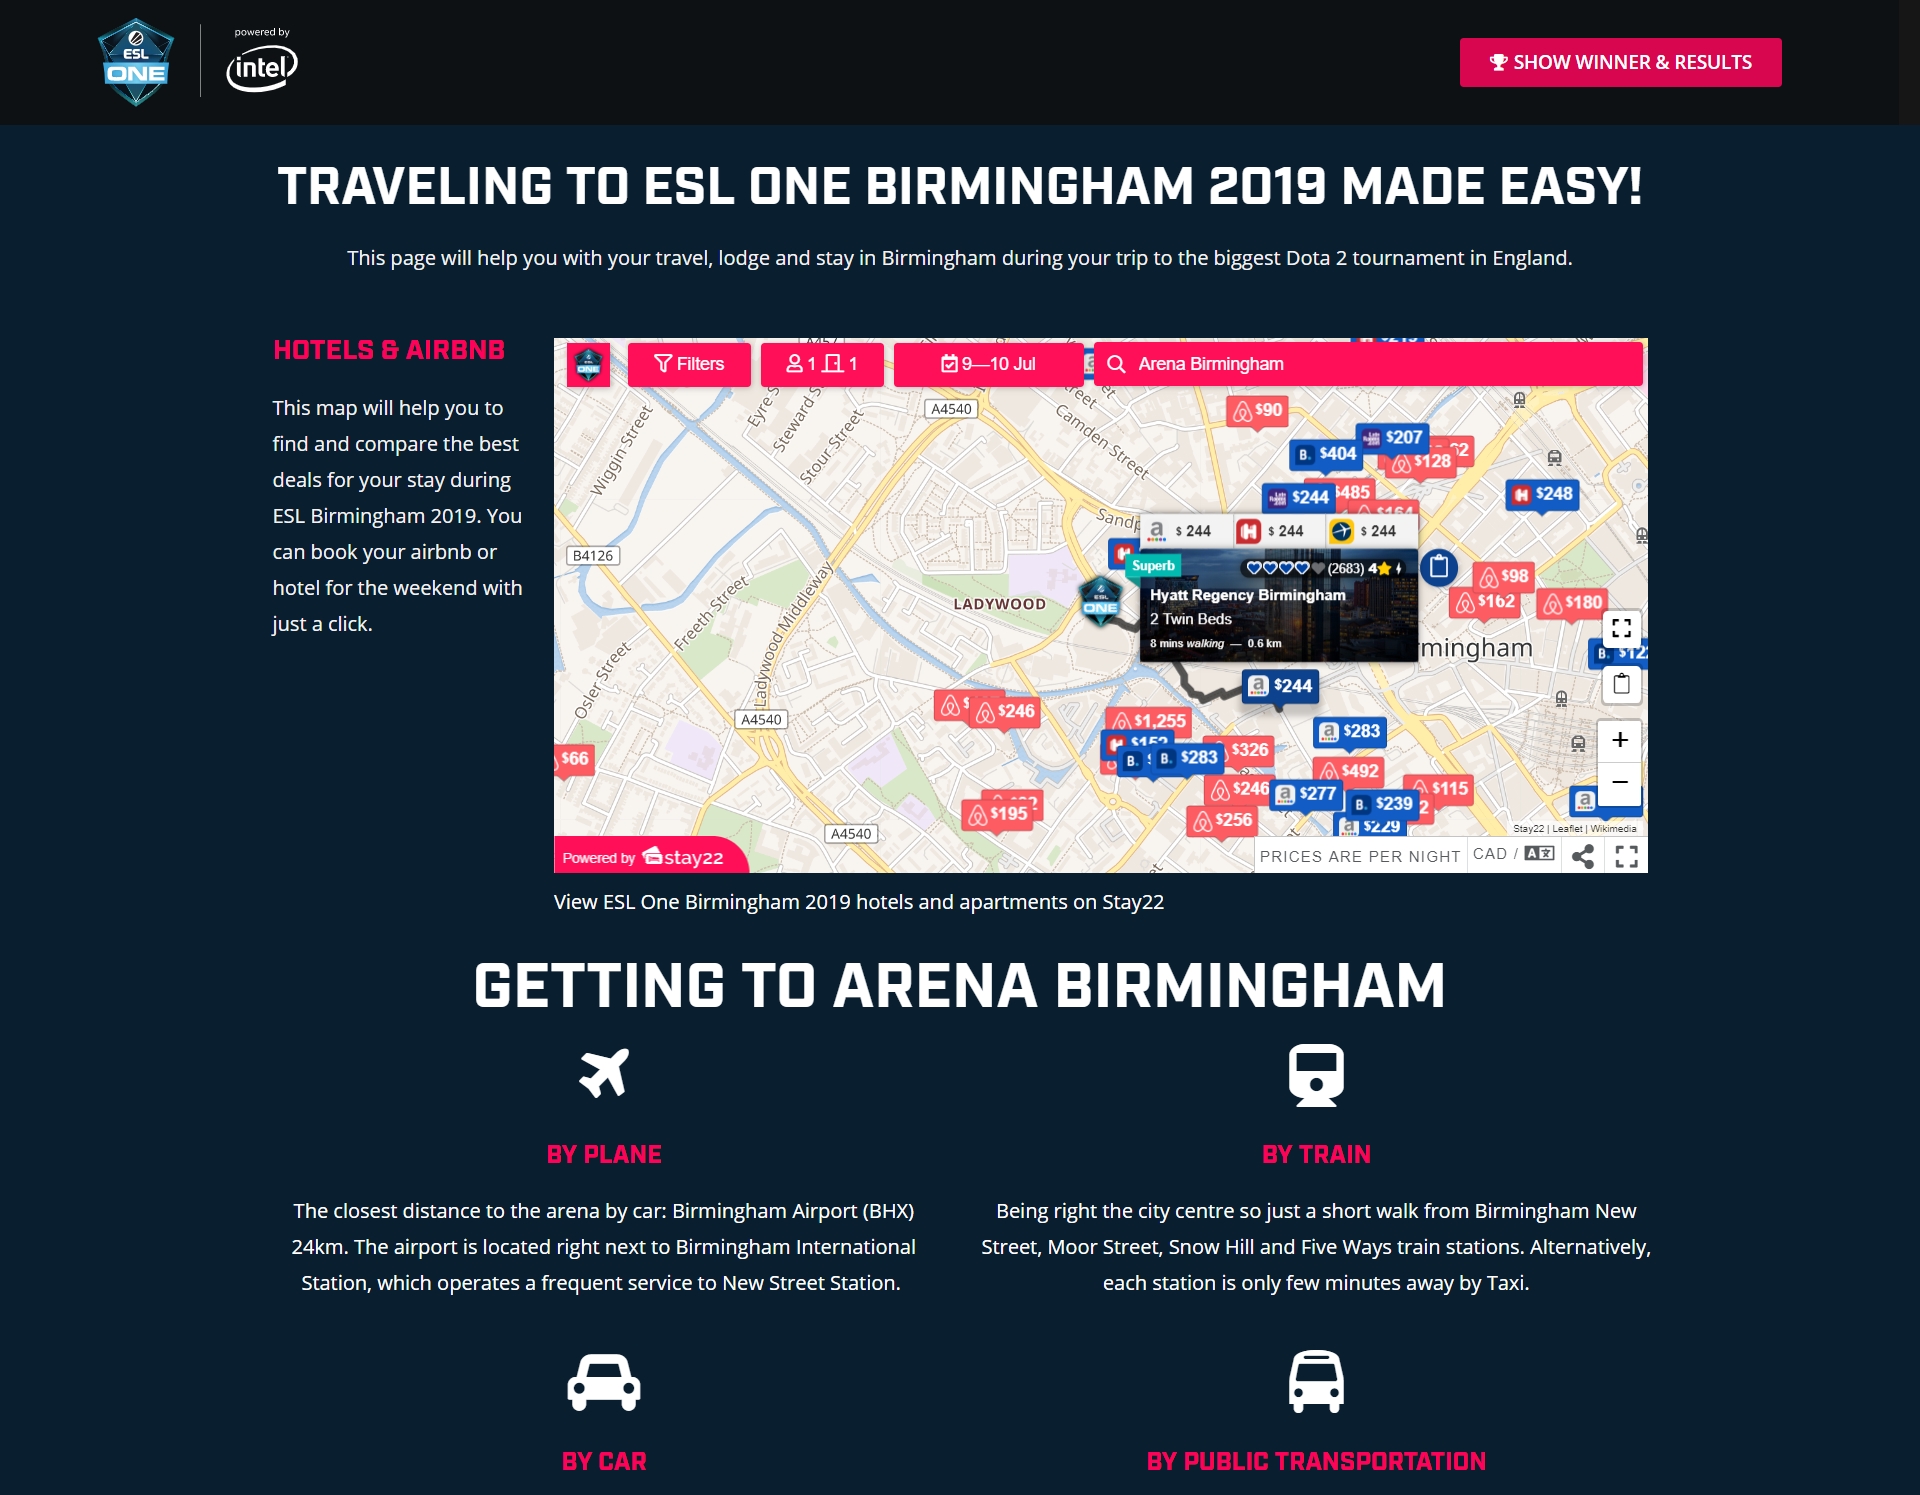 ESL
ONE
powered by
intel
SHOW WINNER & RESULTS
TRAVELING TO ESL ONE BIRMINGHAM 2019 MADE EASY!
This page will help you with your travel, lodge and stay in Birmingham during your trip to the biggest Dota 2 tournament in England.
HOTELS & AIRBNB
This map will help you to
find and compare the best
deals for your stay during
ESL Birmingham 2019. You
can book your airbnb or
hotel for the weekend with
just a click.
Filters
1 1
9—10 Jul
Arena Birmingham
A4540
Wiggin Street
Eyre S
Steward S
Stour Street
Camden Street
$90
$207
$404
$128
$244
$485
$164
$248
Sandp
B4126
$ 244
$ 244
$ 244
Superb
(2683) 4
Hyatt Regency Birmingham
2 Twin Beds
8 mins walking — 0.6 km
ESL
ONE
LADYWOOD
Freeth Street
Ladywood Middleway
Osler Street
$98
$162
$180
rmingham
B. $122
$244
$246
A4540
$1,255
$283
$152
B. B. $283
$326
$66
$492
$246
$277
$115
B. $239
$195
$256
$229
A4540
+
−
Stay22 | Leaflet | Wikimedia
Powered by stay22
PRICES ARE PER NIGHT
CAD /
View ESL One Birmingham 2019 hotels and apartments on Stay22
GETTING TO ARENA BIRMINGHAM
BY PLANE
The closest distance to the arena by car: Birmingham Airport (BHX)
24km. The airport is located right next to Birmingham International
Station, which operates a frequent service to New Street Station.
BY TRAIN
Being right the city centre so just a short walk from Birmingham New
Street, Moor Street, Snow Hill and Five Ways train stations. Alternatively,
each station is only few minutes away by Taxi.
BY CAR
BY PUBLIC TRANSPORTATION